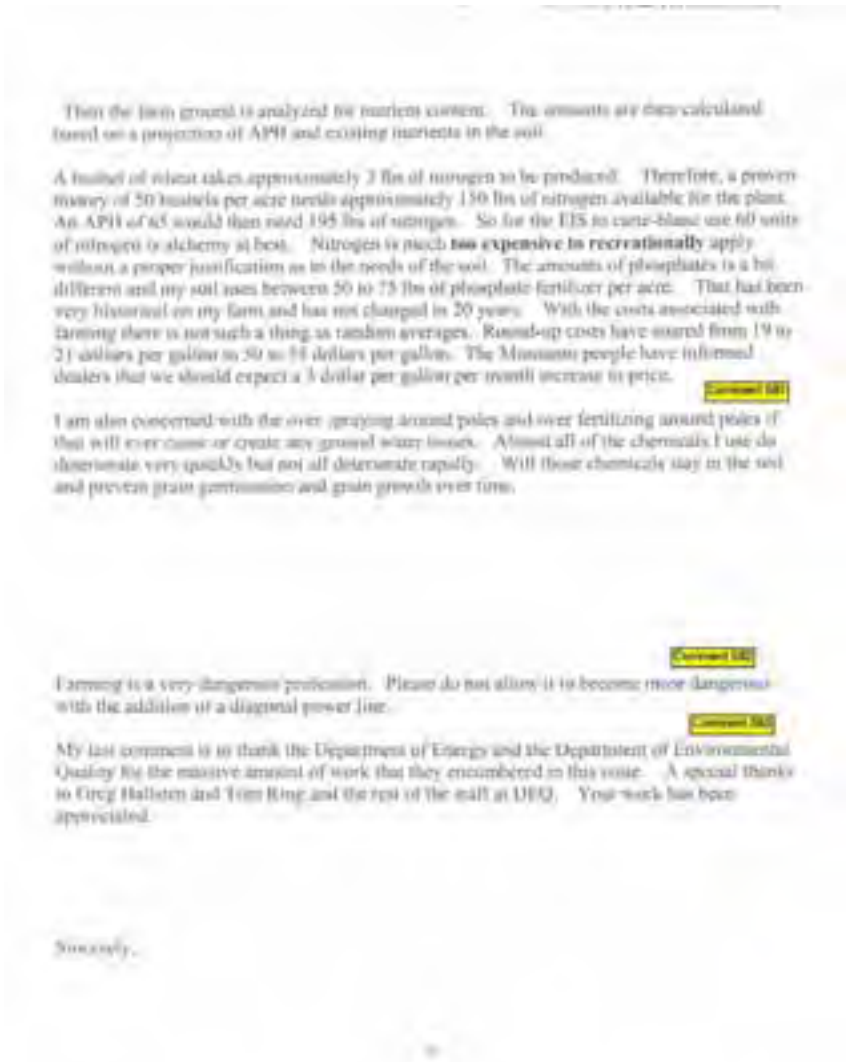 Then the farm ground is analyzed for nutrient content. The amounts are then calculated
based on a projection of APH and existing nutrients in the soil.
A bushel of wheat takes approximately 3 lbs of nitrogen to be produced. Therefore, a proven
history of 50 bushels per acre needs approximately 150 lbs of nitrogen available for the plant.
An APH of 65 would then need 195 lbs of nitrogen. So for the EIS to carte-blanc use 60 units
of nitrogen is alchemy at best. Nitrogen is much too expensive to recreationally apply
without a proper justification as to the needs of the soil. The amounts of phosphates is a bit
different and my soil uses between 50 to 75 lbs of phosphate fertilizer per acre. That has been
very historical on my farm and has not changed in 20 years. With the costs associated with
farming there is not such a thing as random averages. Round-up costs have soared from 19 to
21 dollars per gallon to 50 to dollars per gallon. The Monsanto people have informed
dealers that we should expect a 3 dollar per gallon per month increase in price.
Comment
I am also concerned with the over spraying around poles and over fertilizing around poles if
that will ever cause or create any ground water issues. Almost all of the chemicals I use do
deteriorate very quickly but not all deteriorate rapidly. Will those chemicals stay in the soil
and prevent grain germination and grain growth over time.
Comment
Farming is a very dangerous profession. Please do not allow it to become more dangerous
with the addition of a diagonal power line.
Comment
My last comment is to thank the Department of Energy and the Department of Environmental
Quality for the massive amount of work that they encumbered in this issue. A special thanks
to Greg Hallsten and Tom Ring and the rest of the staff at DEQ. Your work has been
appreciated.
Sincerely,